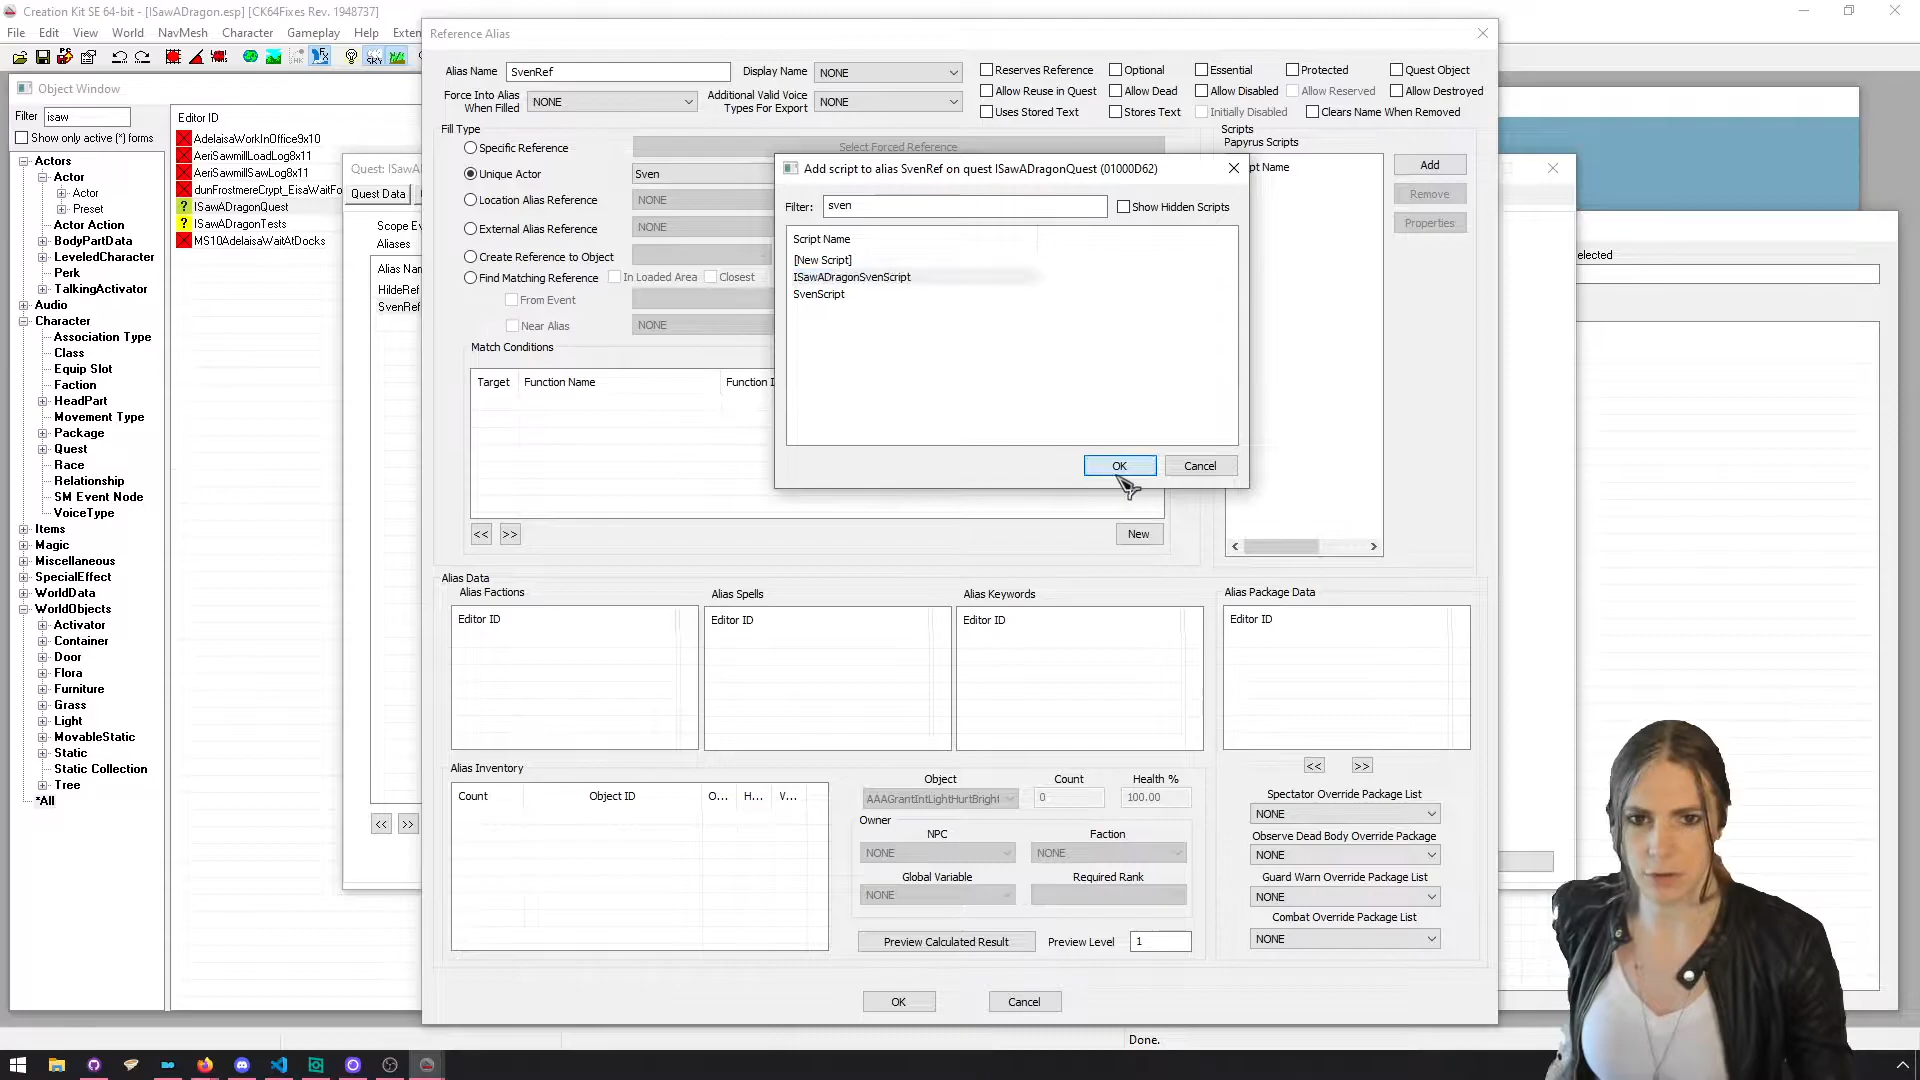 Creation Kit SE 64-bit - [ISawADragon.esp] [CK64Fixes Rev. 1948737]
File Edit View World NavMesh Character Gameplay Help Exten
Object Window
Filter isaw
Show only active (*) forms
Actors
Actor
Actor
Preset
Actor Action
BodyPartData
LeveledCharacter
Perk
TalkingActivator
Audio
Character
Association Type
Class
Equip Slot
Faction
HeadPart
Movement Type
Package
Quest
Race
Relationship
SM Event Node
VoiceType
Items
Magic
Miscellaneous
SpecialEffect
WorldData
WorldObjects
Activator
Container
Door
Flora
Furniture
Grass
Light
MovableStatic
Static
Static Collection
Tree
*All
Editor ID
AdelaisaWorkInOffice9x10
AeriSawmillLoadLog8x11
AeriSawmillSawLog8x11
dunFrostmereCrypt_EisaWaitFo
ISawADragonQuest
ISawADragonTests
MS10AdelaisaWaitAtDocks
Quest: ISawA
Quest Data
Scope Ev
Aliases
Alias Nam
HildeRef
SvenRef
<< >>
Reference Alias
Alias Name SvenRef
Display Name NONE
Force Into Alias When Filled NONE
Additional Valid Voice Types For Export NONE
Reserves Reference Optional Essential Protected Quest Object
Allow Reuse in Quest Allow Dead Allow Disabled Allow Reserved Allow Destroyed
Uses Stored Text Stores Text Initially Disabled Clears Name When Removed
Fill Type
Specific Reference Select Forced Reference
Unique Actor Sven
Location Alias Reference NONE
External Alias Reference NONE
Create Reference to Object
Find Matching Reference In Loaded Area Closest
From Event
Near Alias NONE
Match Conditions
Target Function Name Function I
<< >> New
Scripts
Papyrus Scripts
pt Name
Add
Remove
Properties
Add script to alias SvenRef on quest ISawADragonQuest (01000D62)
Filter: sven Show Hidden Scripts
Script Name
[New Script]
ISawADragonSvenScript
SvenScript
OK Cancel
elected
Alias Data
Alias Factions
Editor ID
Alias Spells
Editor ID
Alias Keywords
Editor ID
Alias Package Data
Editor ID
<< >>
Alias Inventory
Count Object ID O... H... V...
Object Count Health %
AAAGrantIntLightHurtBright 0 100.00
Owner
NPC Faction
NONE NONE
Global Variable Required Rank
NONE
Preview Calculated Result Preview Level 1
Spectator Override Package List
NONE
Observe Dead Body Override Package
NONE
Guard Warn Override Package List
NONE
Combat Override Package List
NONE
OK Cancel
Done.